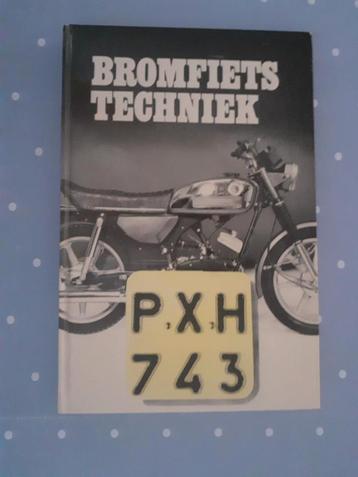 BROMFIETS
TECHNIEK
P,X,H
743